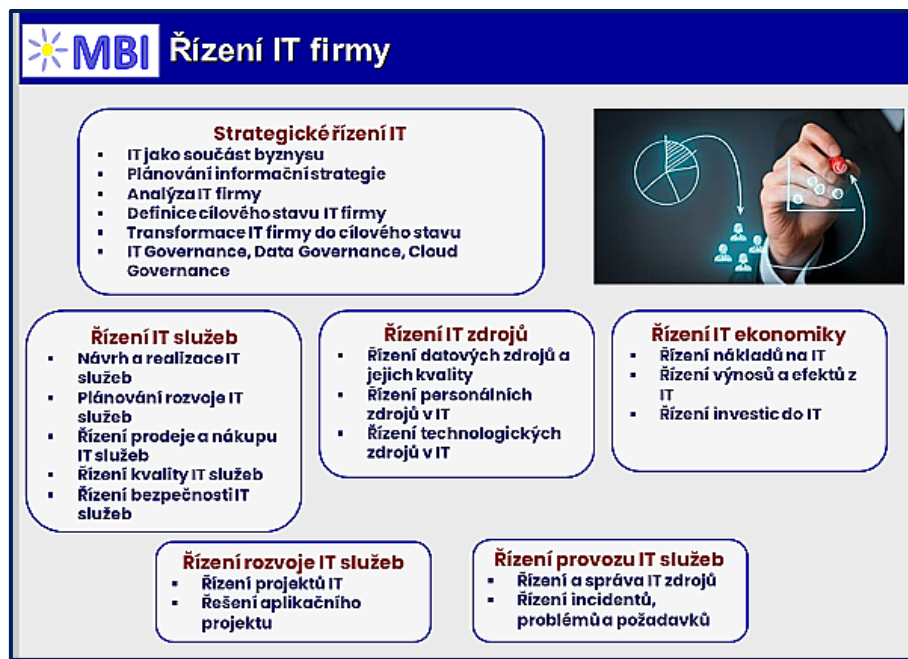 MBI Řízení IT firmy
Strategické řízení IT
▪ IT jako součást byznysu
▪ Plánování informační strategie
▪ Analýza IT firmy
▪ Definice cílového stavu IT firmy
▪ Transformace IT firmy do cílového stavu
▪ IT Governance, Data Governance, Cloud
Governance
Řízení IT služeb
▪ Návrh a realizace IT
služeb
▪ Plánování rozvoje IT
služeb
▪ Řízení prodeje a nákupu
IT služeb
▪ Řízení kvality IT služeb
▪ Řízení bezpečnosti IT
služeb
Řízení IT zdrojů
▪ Řízení datových zdrojů a
jejich kvality
▪ Řízení personálních
zdrojů v IT
▪ Řízení technologických
zdrojů v IT
Řízení IT ekonomiky
▪ Řízení nákladů na IT
▪ Řízení výnosů a efektů z
IT
▪ Řízení investic do IT
Řízení rozvoje IT služeb
▪ Řízení projektů IT
▪ Řešení aplikačního
projektu
Řízení provozu IT služeb
▪ Řízení a správa IT zdrojů
▪ Řízení incidentů,
problémů a požadavků